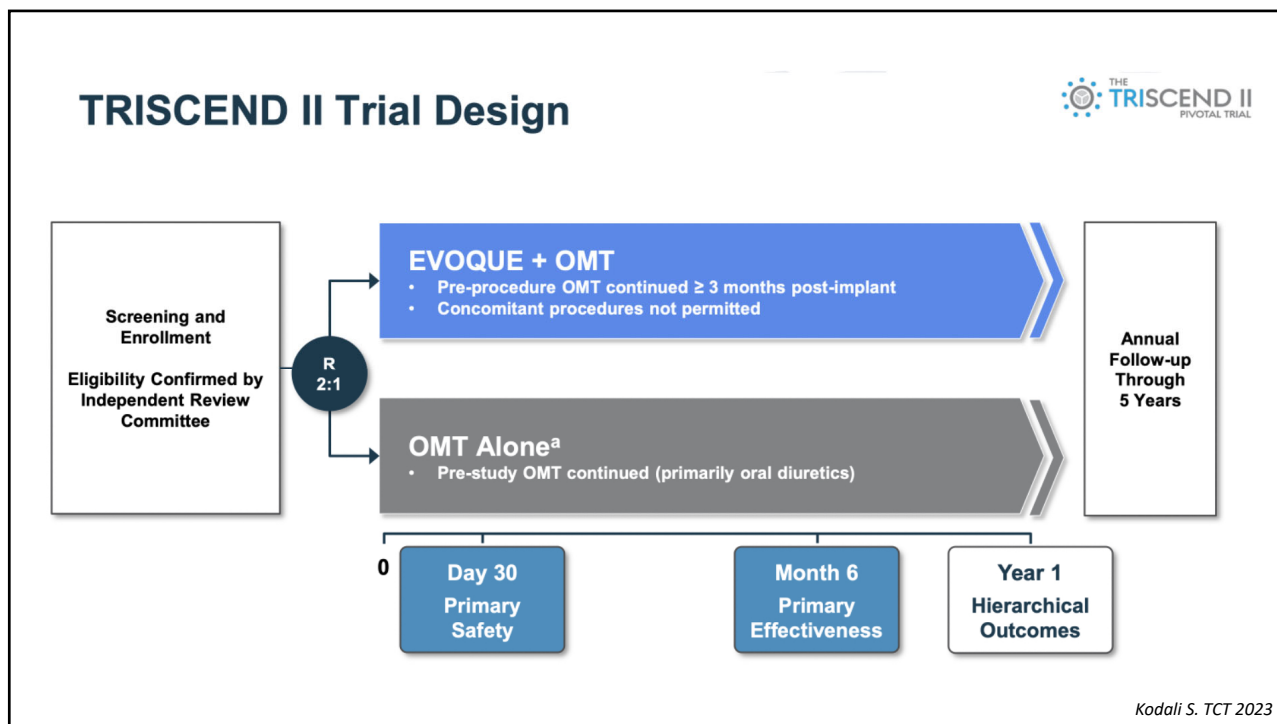 TRISCEND II Trial Design
THE
TRISCEND II
PIVOTAL TRIAL
Screening and
Enrollment
Eligibility Confirmed by
Independent Review
Committee
R
2:1
EVOQUE + OMT
• Pre-procedure OMT continued ≥ 3 months post-implant
• Concomitant procedures not permitted
OMT Aloneᵃ
• Pre-study OMT continued (primarily oral diuretics)
Annual
Follow-up
Through
5 Years
0
Day 30
Primary
Safety
Month 6
Primary
Effectiveness
Year 1
Hierarchical
Outcomes
Kodali S. TCT 2023